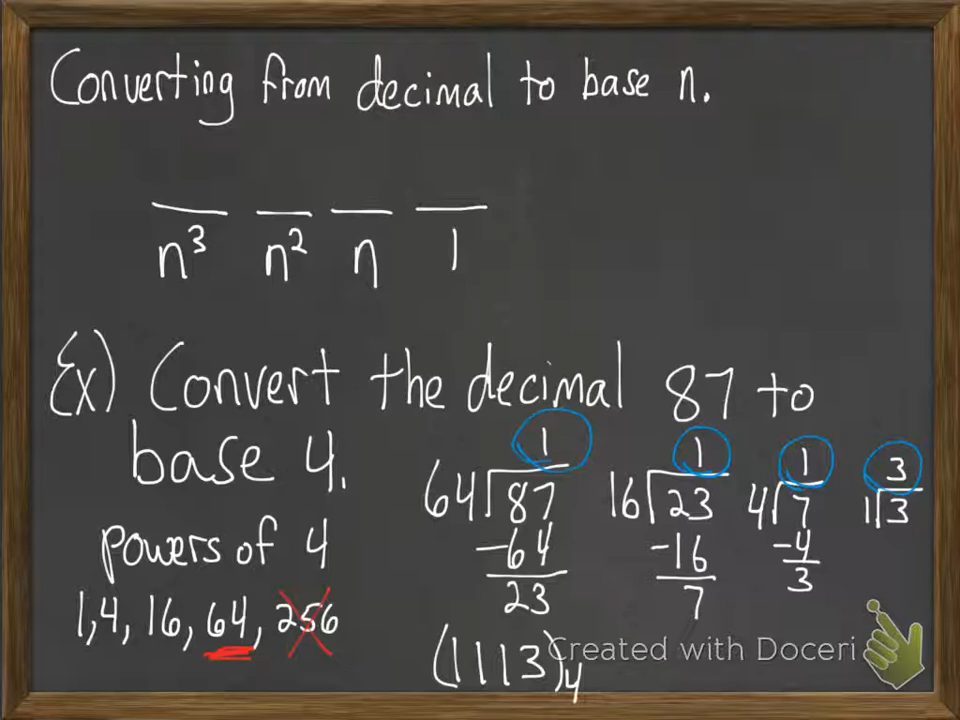 Converting from decimal to base n.
n³ n² n 1
Ex) Convert the decimal 87 to
base 4.
powers of 4
1, 4, 16, 64, 256
1 1 1 3
64 87 16 23 4 7 1 3
-64 -16 -4
23 7 3
(1113)₄
Created with Doceri